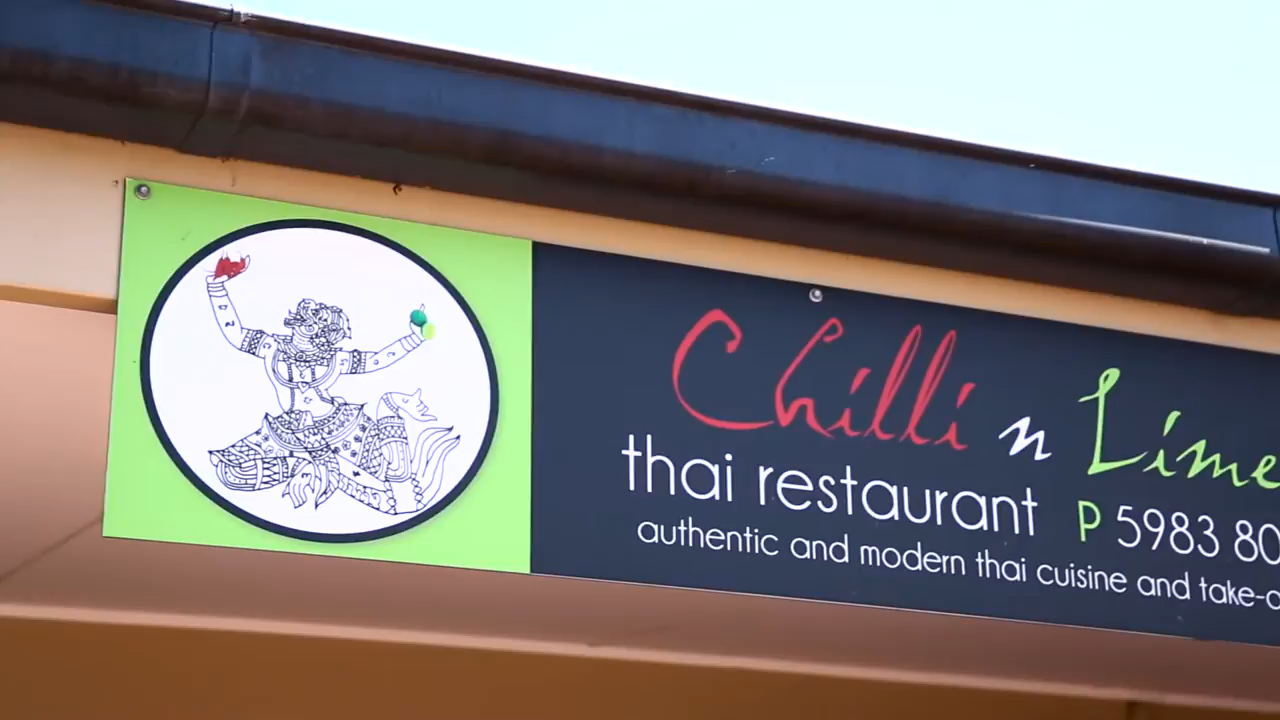 Chilli n Lime
thai restaurant P 5983 80
authentic and modern thai cuisine and take-